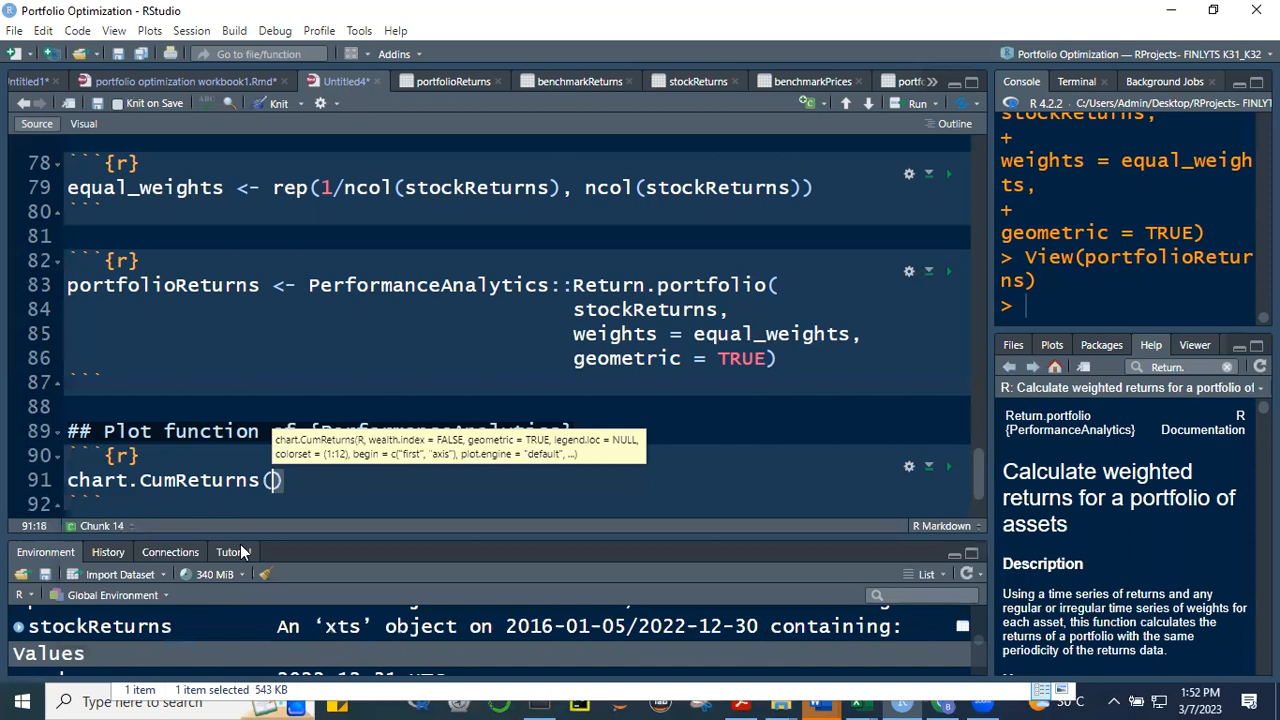 Portfolio Optimization - RStudio
File Edit Code View Plots Session Build Debug Profile Tools Help
Go to file/function Addins
Portfolio Optimization — RProjects- FINLYTS K31_K32
Untitled1* portfolio optimization workbook1.Rmd* Untitled4* portfolioReturns benchmarkReturns stockReturns benchmarkPrices
Knit on Save Knit Run
Source Visual Outline
78 ```{r}
79 equal_weights <- rep(1/ncol(stockReturns), ncol(stockReturns))
80 ```
81
82 ```{r}
83 portfolioReturns <- PerformanceAnalytics::Return.portfolio(
84 stockReturns,
85 weights = equal_weights,
86 geometric = TRUE)
87 ```
88
89 ## Plot function of {PerformanceAnalytics}
chart.CumReturns(R, wealth.index = FALSE, geometric = TRUE, legend.loc = NULL,
colorset = (1:12), begin = c("first", "axis"), plot.engine = "default", ...)
90 ```{r}
91 chart.CumReturns()
92 ```
91:18 Chunk 14 R Markdown
Environment History Connections Tutorial
Import Dataset 340 MiB List
R Global Environment
stockReturns An ‘xts’ object on 2016-01-05/2022-12-30 containing:
Values
Console Terminal Background Jobs
R 4.2.2 C:/Users/Admin/Desktop/RProjects- FINLYT
stockReturns,
+
weights = equal_weigh
ts,
+
geometric = TRUE)
> View(portfolioRetur
ns)
>
Files Plots Packages Help Viewer
Return.
R: Calculate weighted returns for a portfolio of
Return.portfolio R
{PerformanceAnalytics} Documentation
Calculate weighted
returns for a portfolio of
assets
Description
Using a time series of returns and any
regular or irregular time series of weights for
each asset, this function calculates the
returns of a portfolio with the same
periodicity of the returns data.
1 item 1 item selected 543 KB
Type here to search
30°C
1:52 PM
3/7/2023